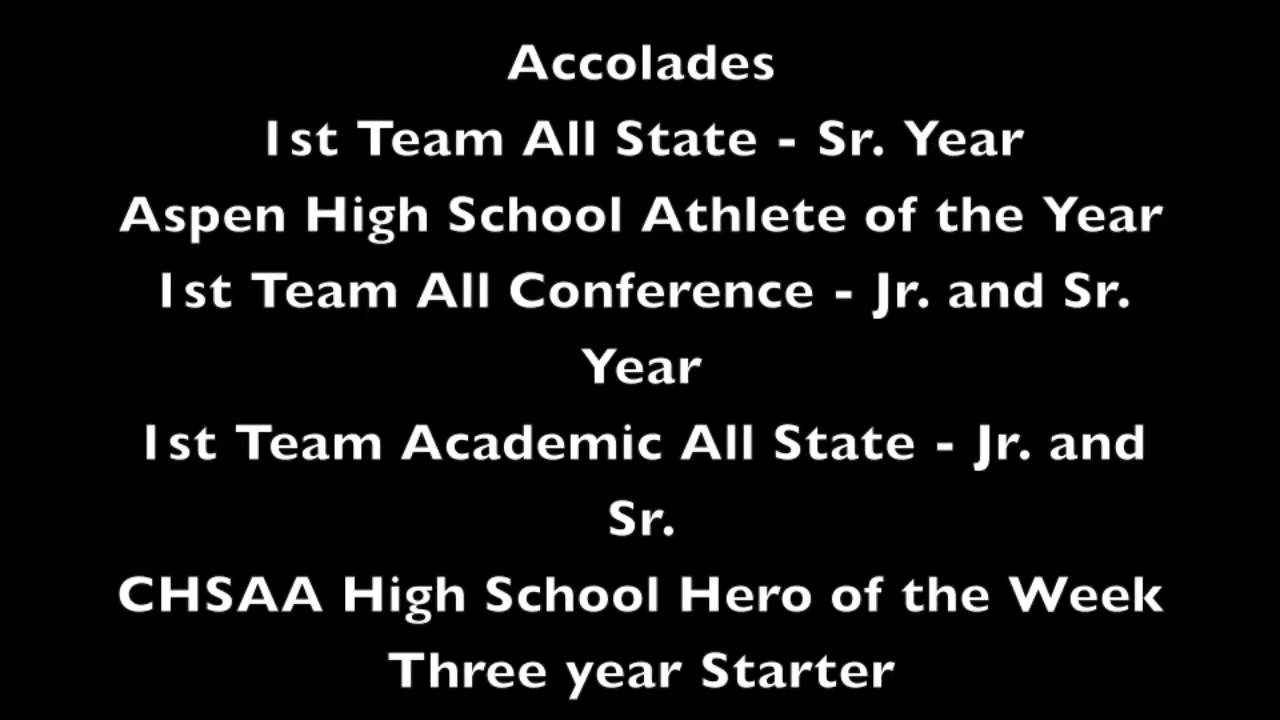 Accolades
1st Team All State - Sr. Year
Aspen High School Athlete of the Year
1st Team All Conference - Jr. and Sr.
Year
1st Team Academic All State - Jr. and
Sr.
CHSAA High School Hero of the Week
Three year Starter